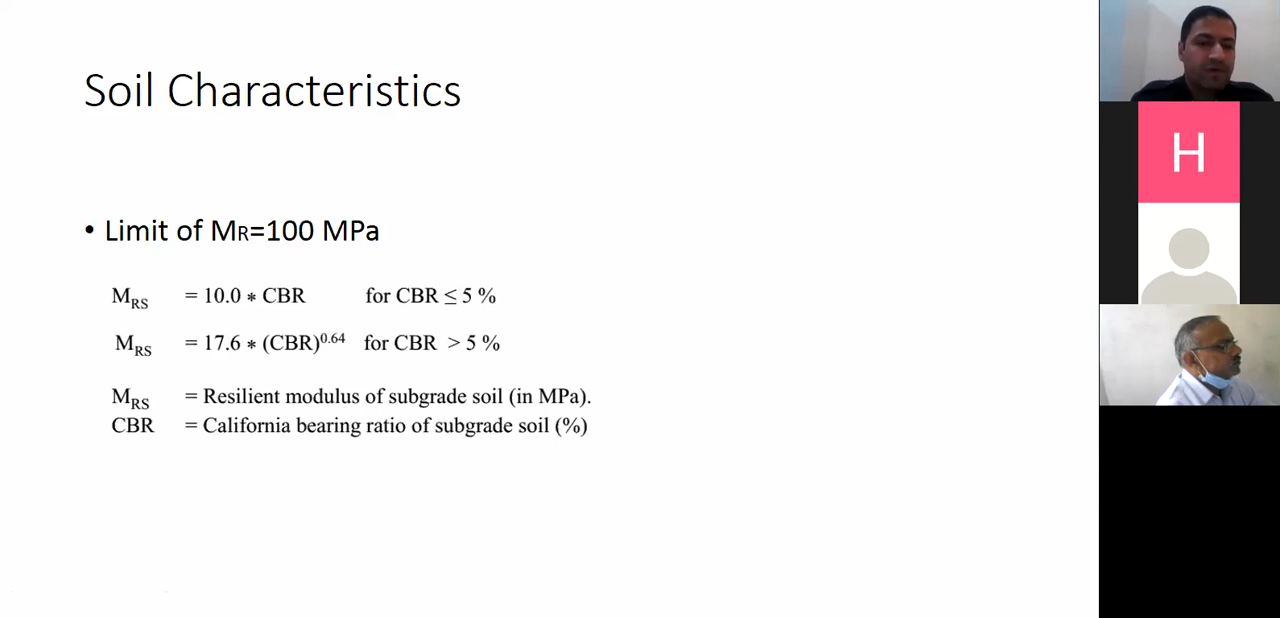 Soil Characteristics
• Limit of MR=100 MPa
MRS = 10.0 * CBR for CBR ≤ 5 %
MRS = 17.6 * (CBR)^0.64 for CBR > 5 %
MRS = Resilient modulus of subgrade soil (in MPa).
CBR = California bearing ratio of subgrade soil (%)
H